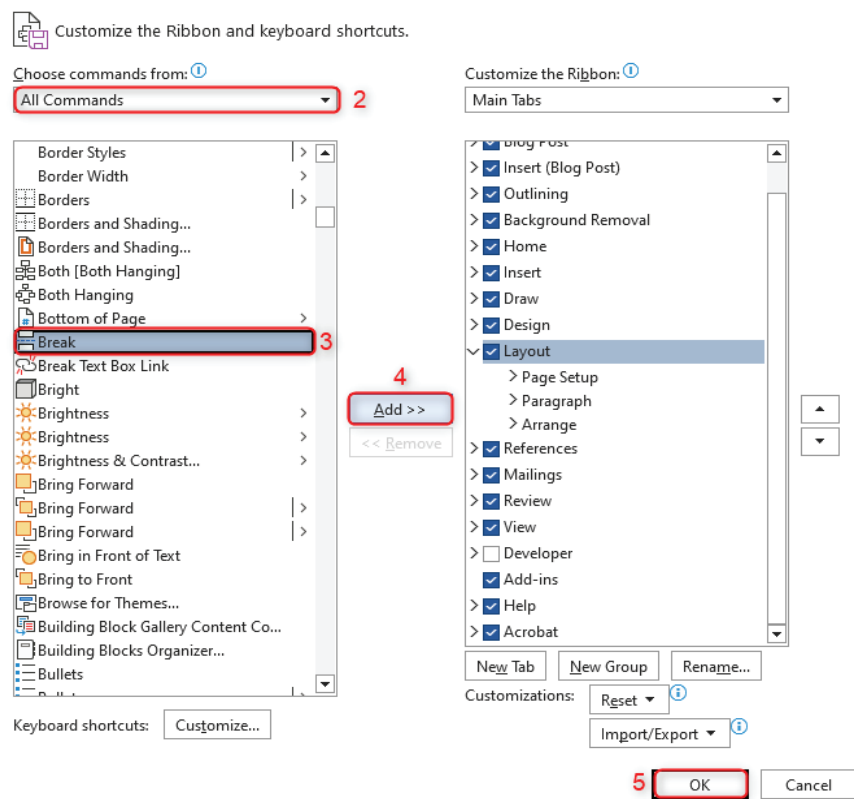 Customize the Ribbon and keyboard shortcuts.
Choose commands from:
All Commands
2
Border Styles
Border Width
Borders
Borders and Shading...
Borders and Shading...
Both [Both Hanging]
Both Hanging
Bottom of Page
Break
3
Break Text Box Link
Bright
Brightness
Brightness
Brightness & Contrast...
Bring Forward
Bring Forward
Bring Forward
Bring in Front of Text
Bring to Front
Browse for Themes...
Building Block Gallery Content Co...
Building Blocks Organizer...
Bullets
Keyboard shortcuts:
Customize...
4
Add >>
<< Remove
Customize the Ribbon:
Main Tabs
Blog Post
Insert (Blog Post)
Outlining
Background Removal
Home
Insert
Draw
Design
Layout
Page Setup
Paragraph
Arrange
References
Mailings
Review
View
Developer
Add-ins
Help
Acrobat
New Tab
New Group
Rename...
Customizations:
Reset
Import/Export
5
OK
Cancel